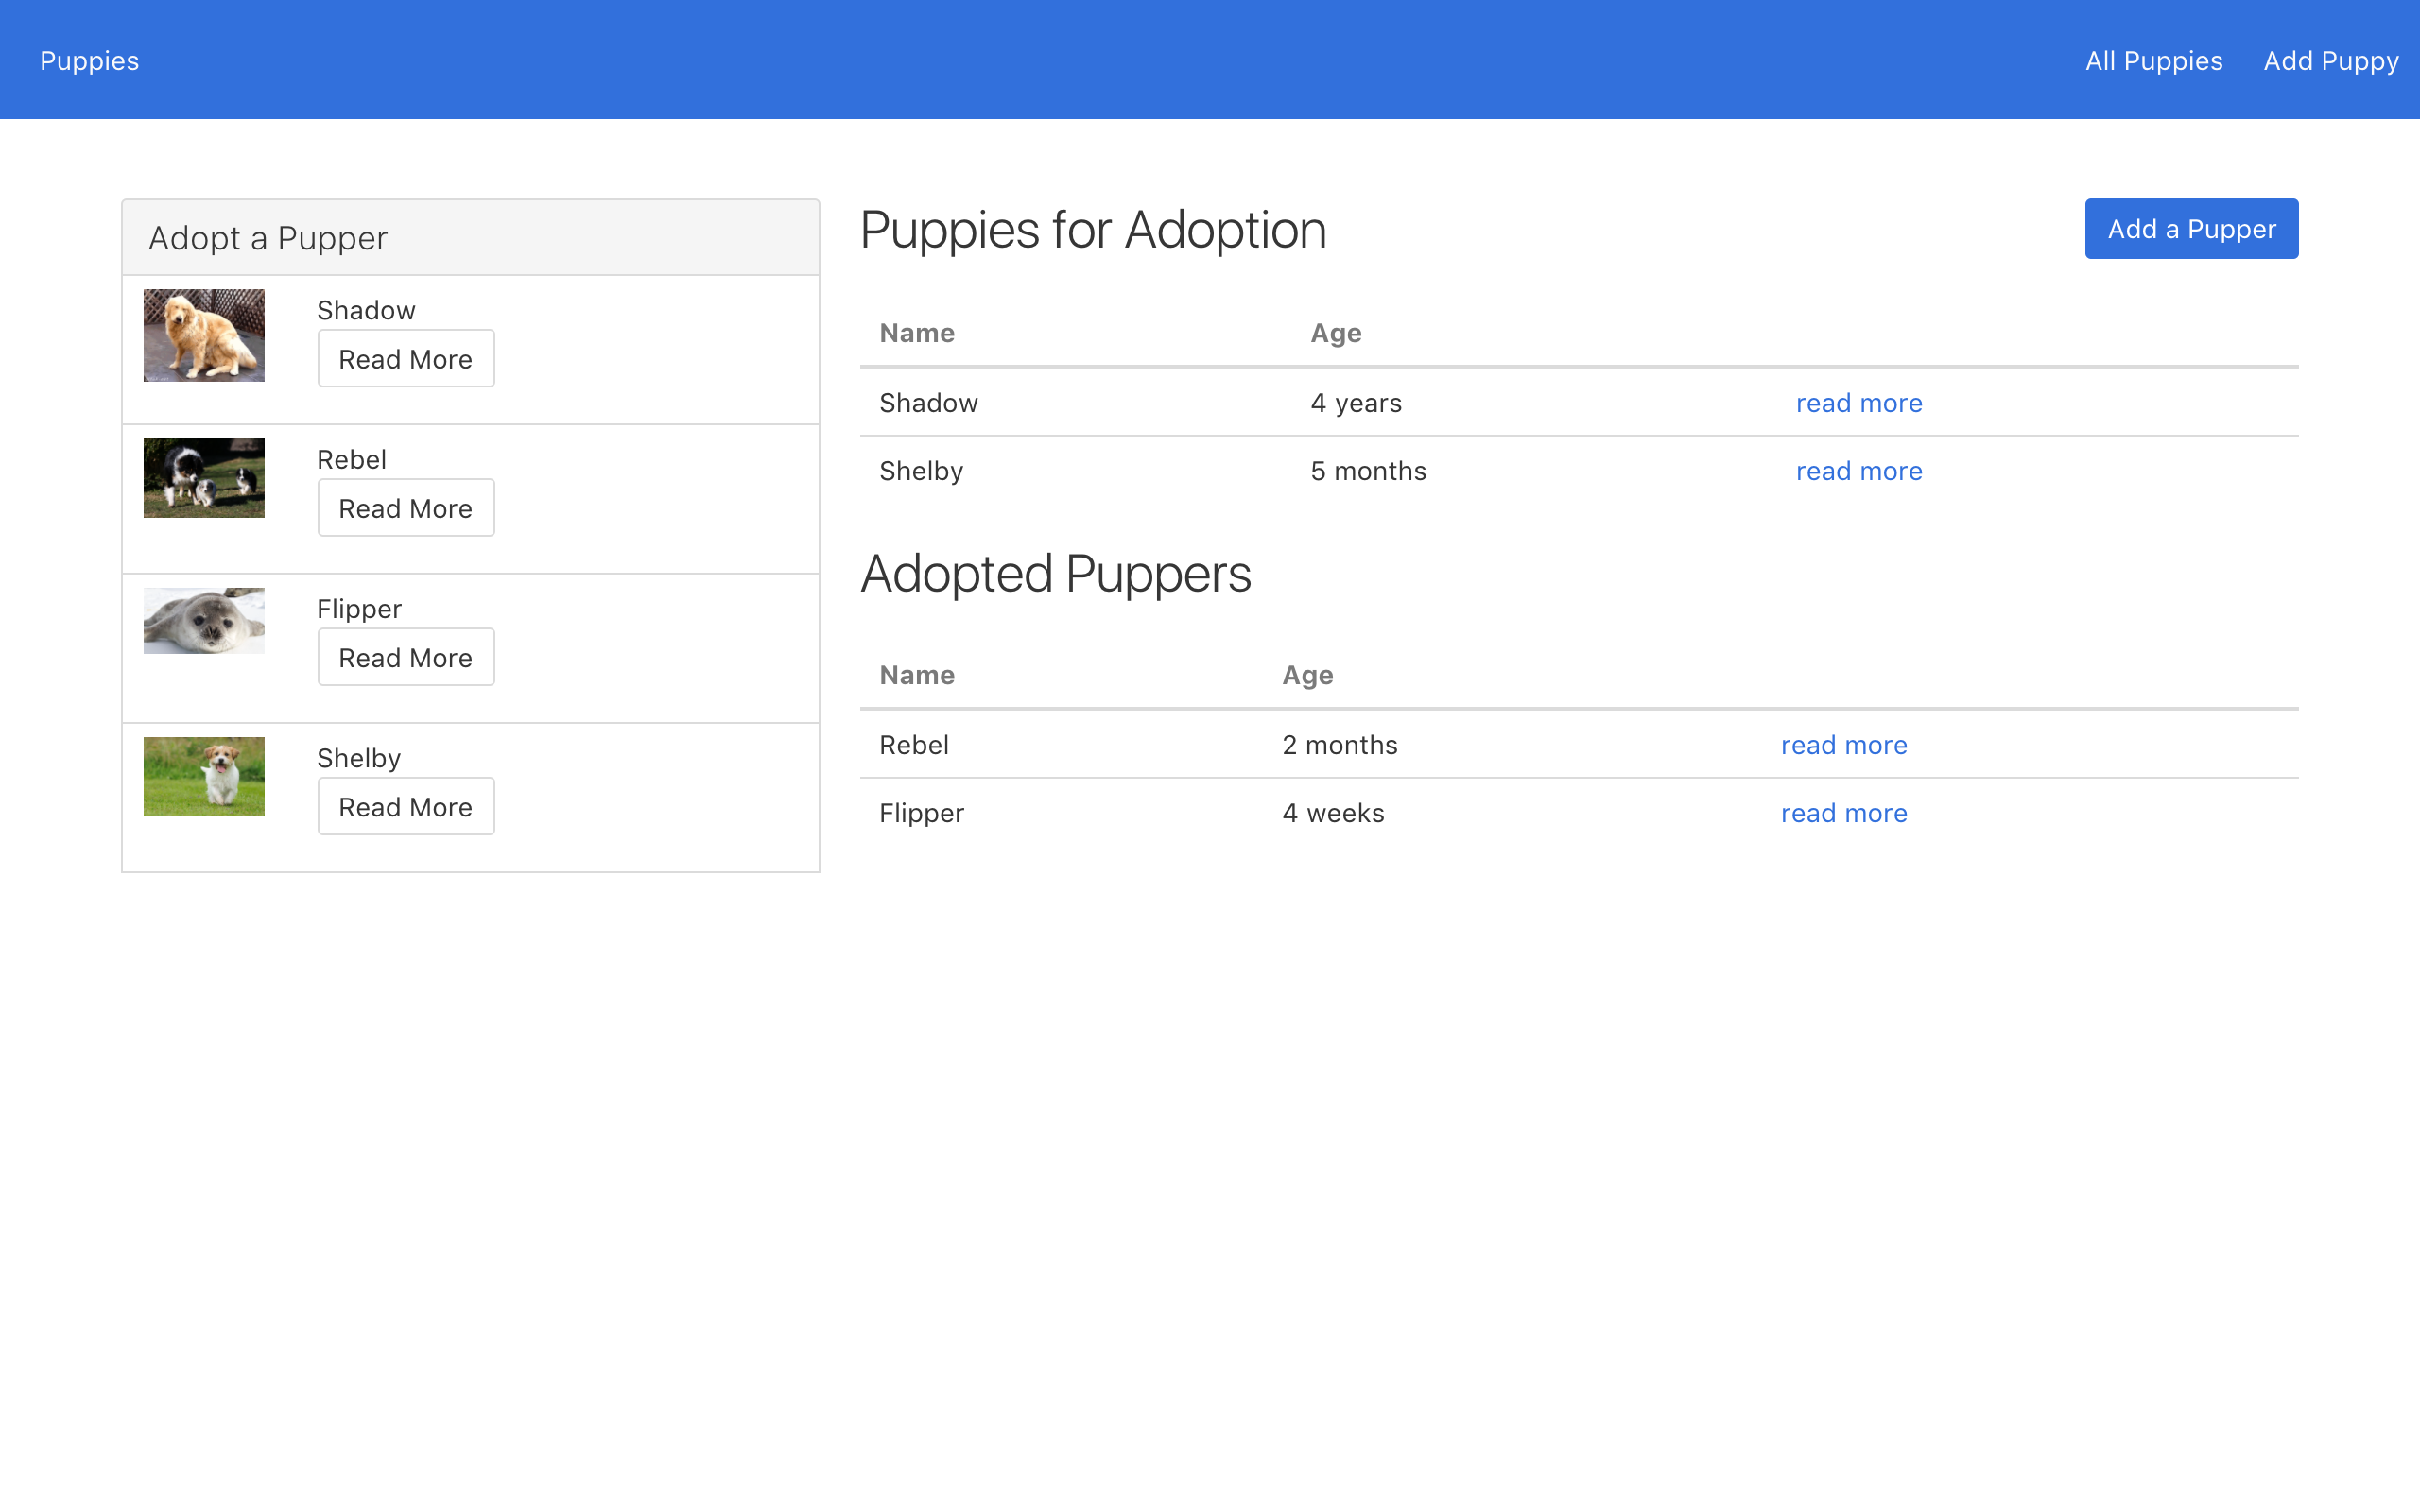 Puppies
All Puppies
Add Puppy
Adopt a Pupper
Shadow
Read More
Rebel
Read More
Flipper
Read More
Shelby
Read More
Puppies for Adoption
Add a Pupper
Name Age
Shadow 4 years read more
Shelby 5 months read more
Adopted Puppers
Name Age
Rebel 2 months read more
Flipper 4 weeks read more